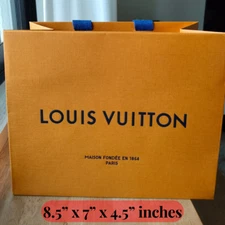 LOUIS VUITTON
MAISON FONDÉE EN 1854
PARIS
8.5” x 7” x 4.5” inches